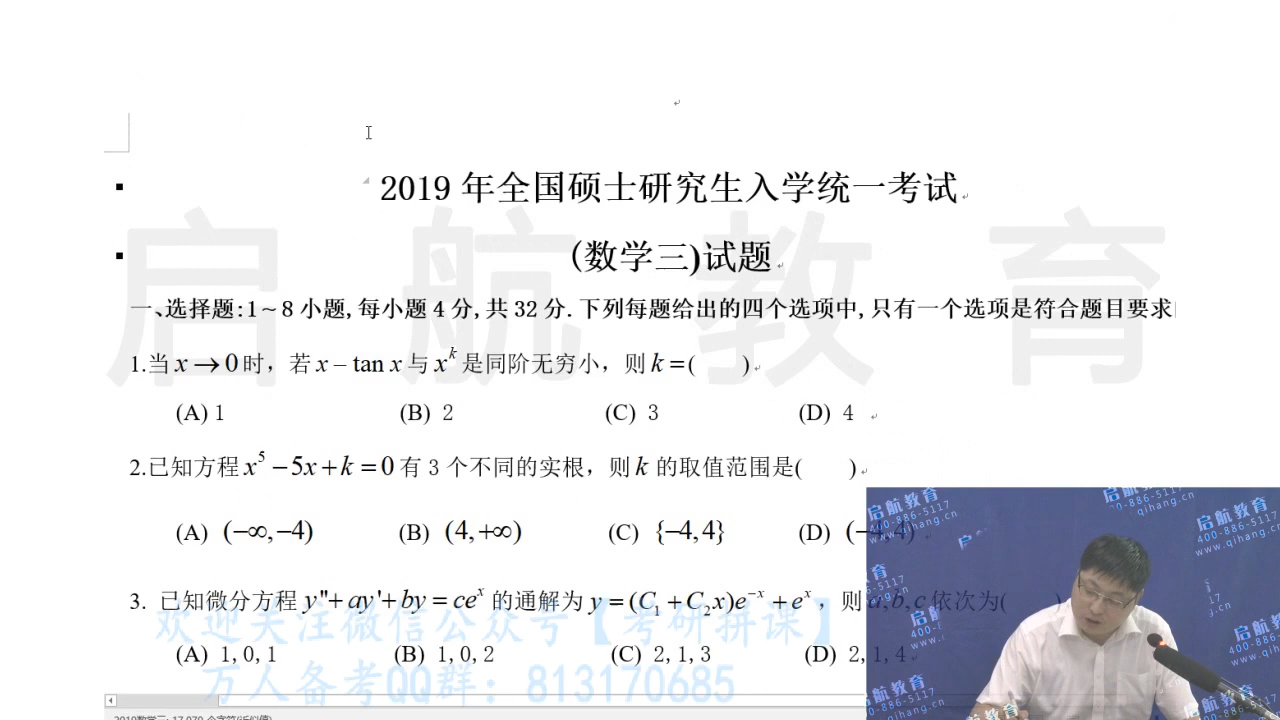 2019 年全国硕士研究生入学统一考试
(数学三)试题
启航教育
一、选择题:1～8 小题,每小题 4 分,共 32 分.下列每题给出的四个选项中,只有一个选项是符合题目要求
1.当 x→0 时，若 x – tan x 与 x^k 是同阶无穷小，则 k =( )
(A) 1 (B) 2 (C) 3 (D) 4
2.已知方程 x^5 −5x + k = 0 有 3 个不同的实根，则 k 的取值范围是( )
(A) (−∞,−4) (B) (4,+∞) (C) {−4,4} (D) (−4,4)
3. 已知微分方程 y''+ ay'+ by = ce^x 的通解为 y = (C_1 + C_2 x)e^{−x} + e^x，则 a,b,c 依次为( )
欢迎关注微信公众号【考研拼课】
(A) 1,0,1 (B) 1,0,2 (C) 2,1,3 (D) 2,1,4
万人备考QQ群：813170685
启航教育
400-886-5117
www.qihang.cn